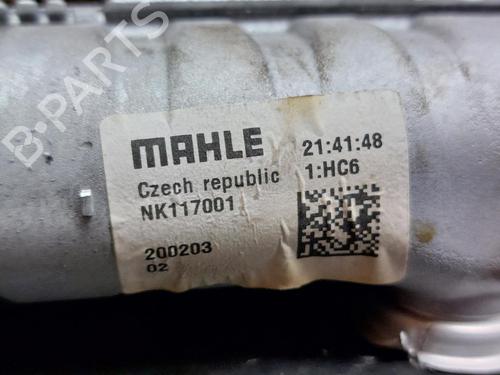 B-PARTS
MAHLE
21:41:48
Czech republic
1:HC6
NK117001
200203
02